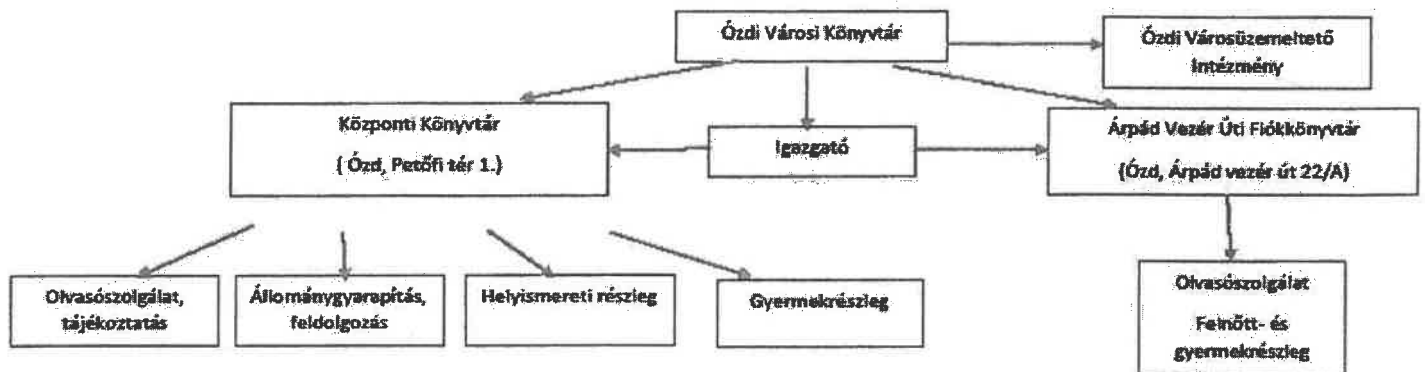 Ózdi Városi Könyvtár
Ózdi Városüzemeltető
Intézmény
Központi Könyvtár
( Ózd, Petőfi tér 1.)
Igazgató
Árpád Vezér Úti Fiókkönyvtár
(Ózd, Árpád vezér út 22/A)
Olvasószolgálat,
tájékoztatás
Állománygyarapítás,
feldolgozás
Helyismereti részleg
Gyermekrészleg
Olvasószolgálat
Felnőtt- és
gyermekrészleg